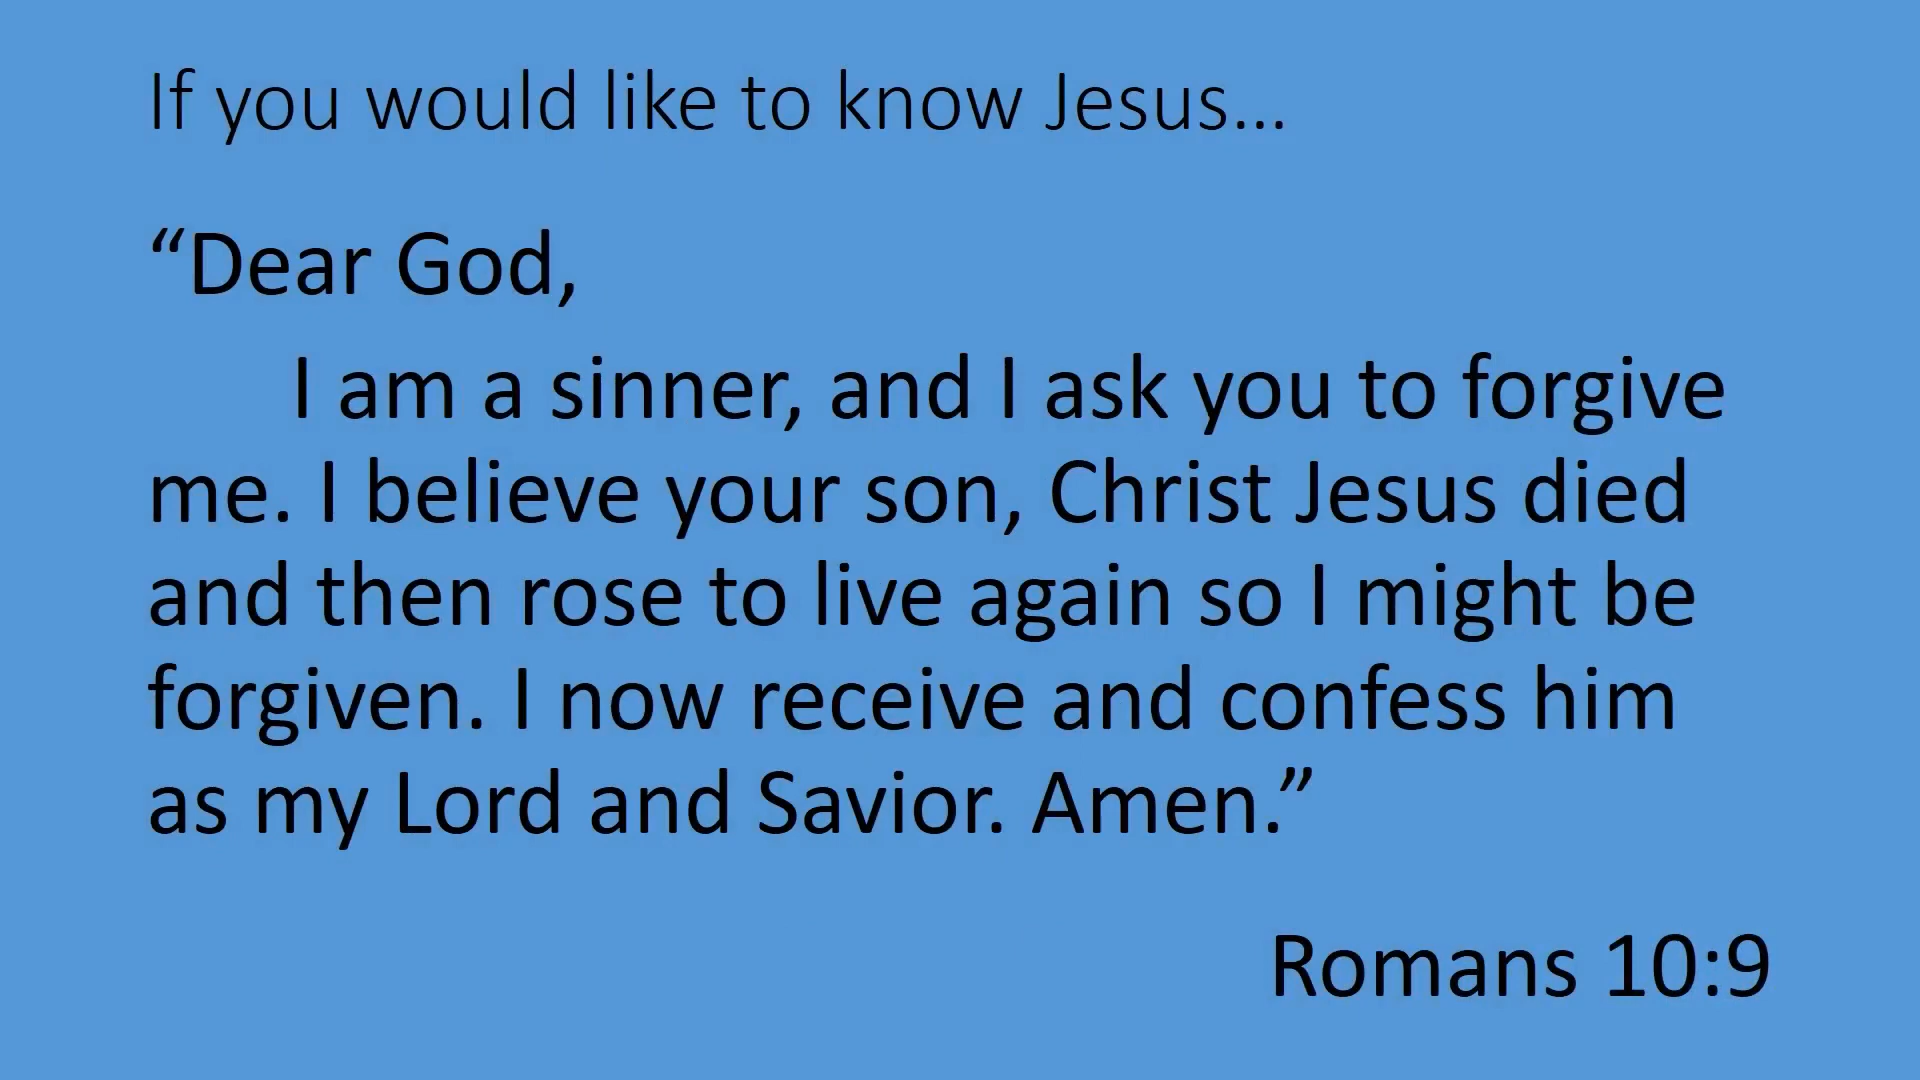 If you would like to know Jesus...
“Dear God,
I am a sinner, and I ask you to forgive
me. I believe your son, Christ Jesus died
and then rose to live again so I might be
forgiven. I now receive and confess him
as my Lord and Savior. Amen.”
Romans 10:9